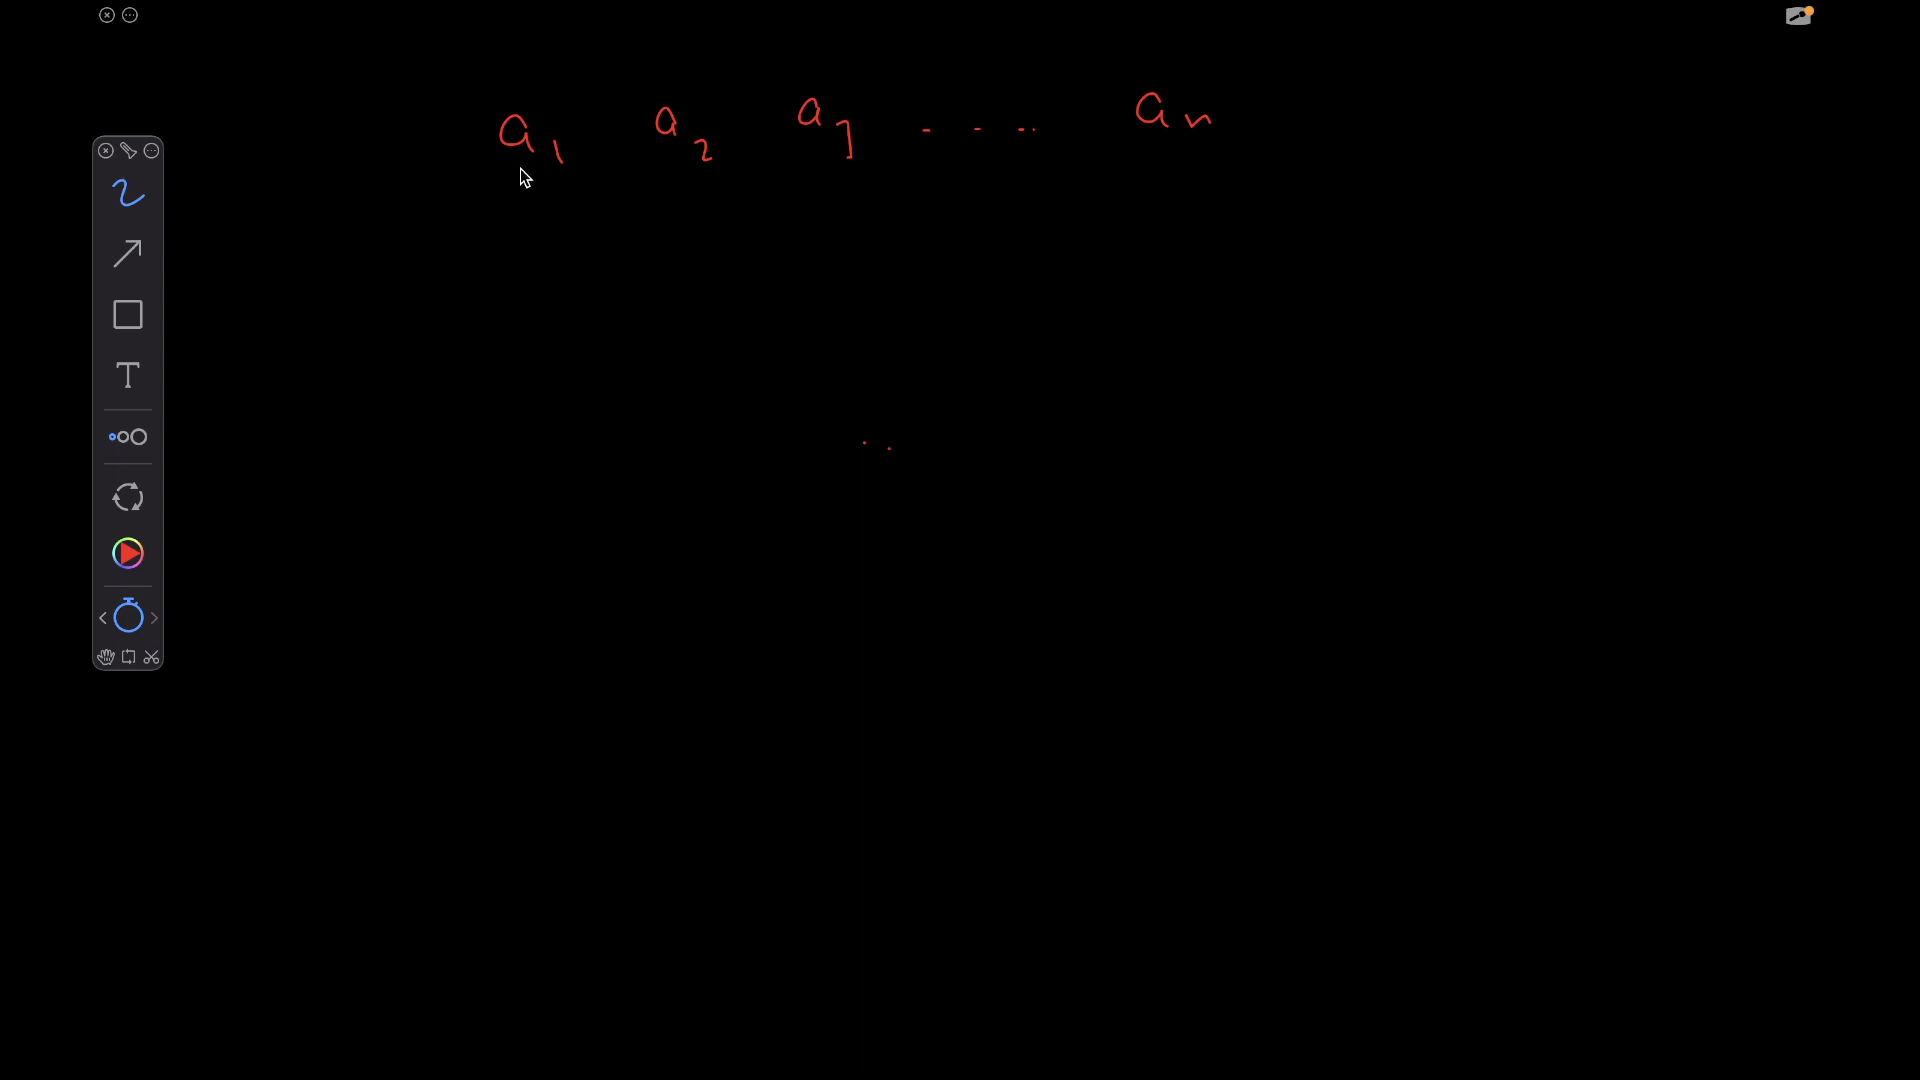 a₁ a₂ a₃ - - - · aₙ